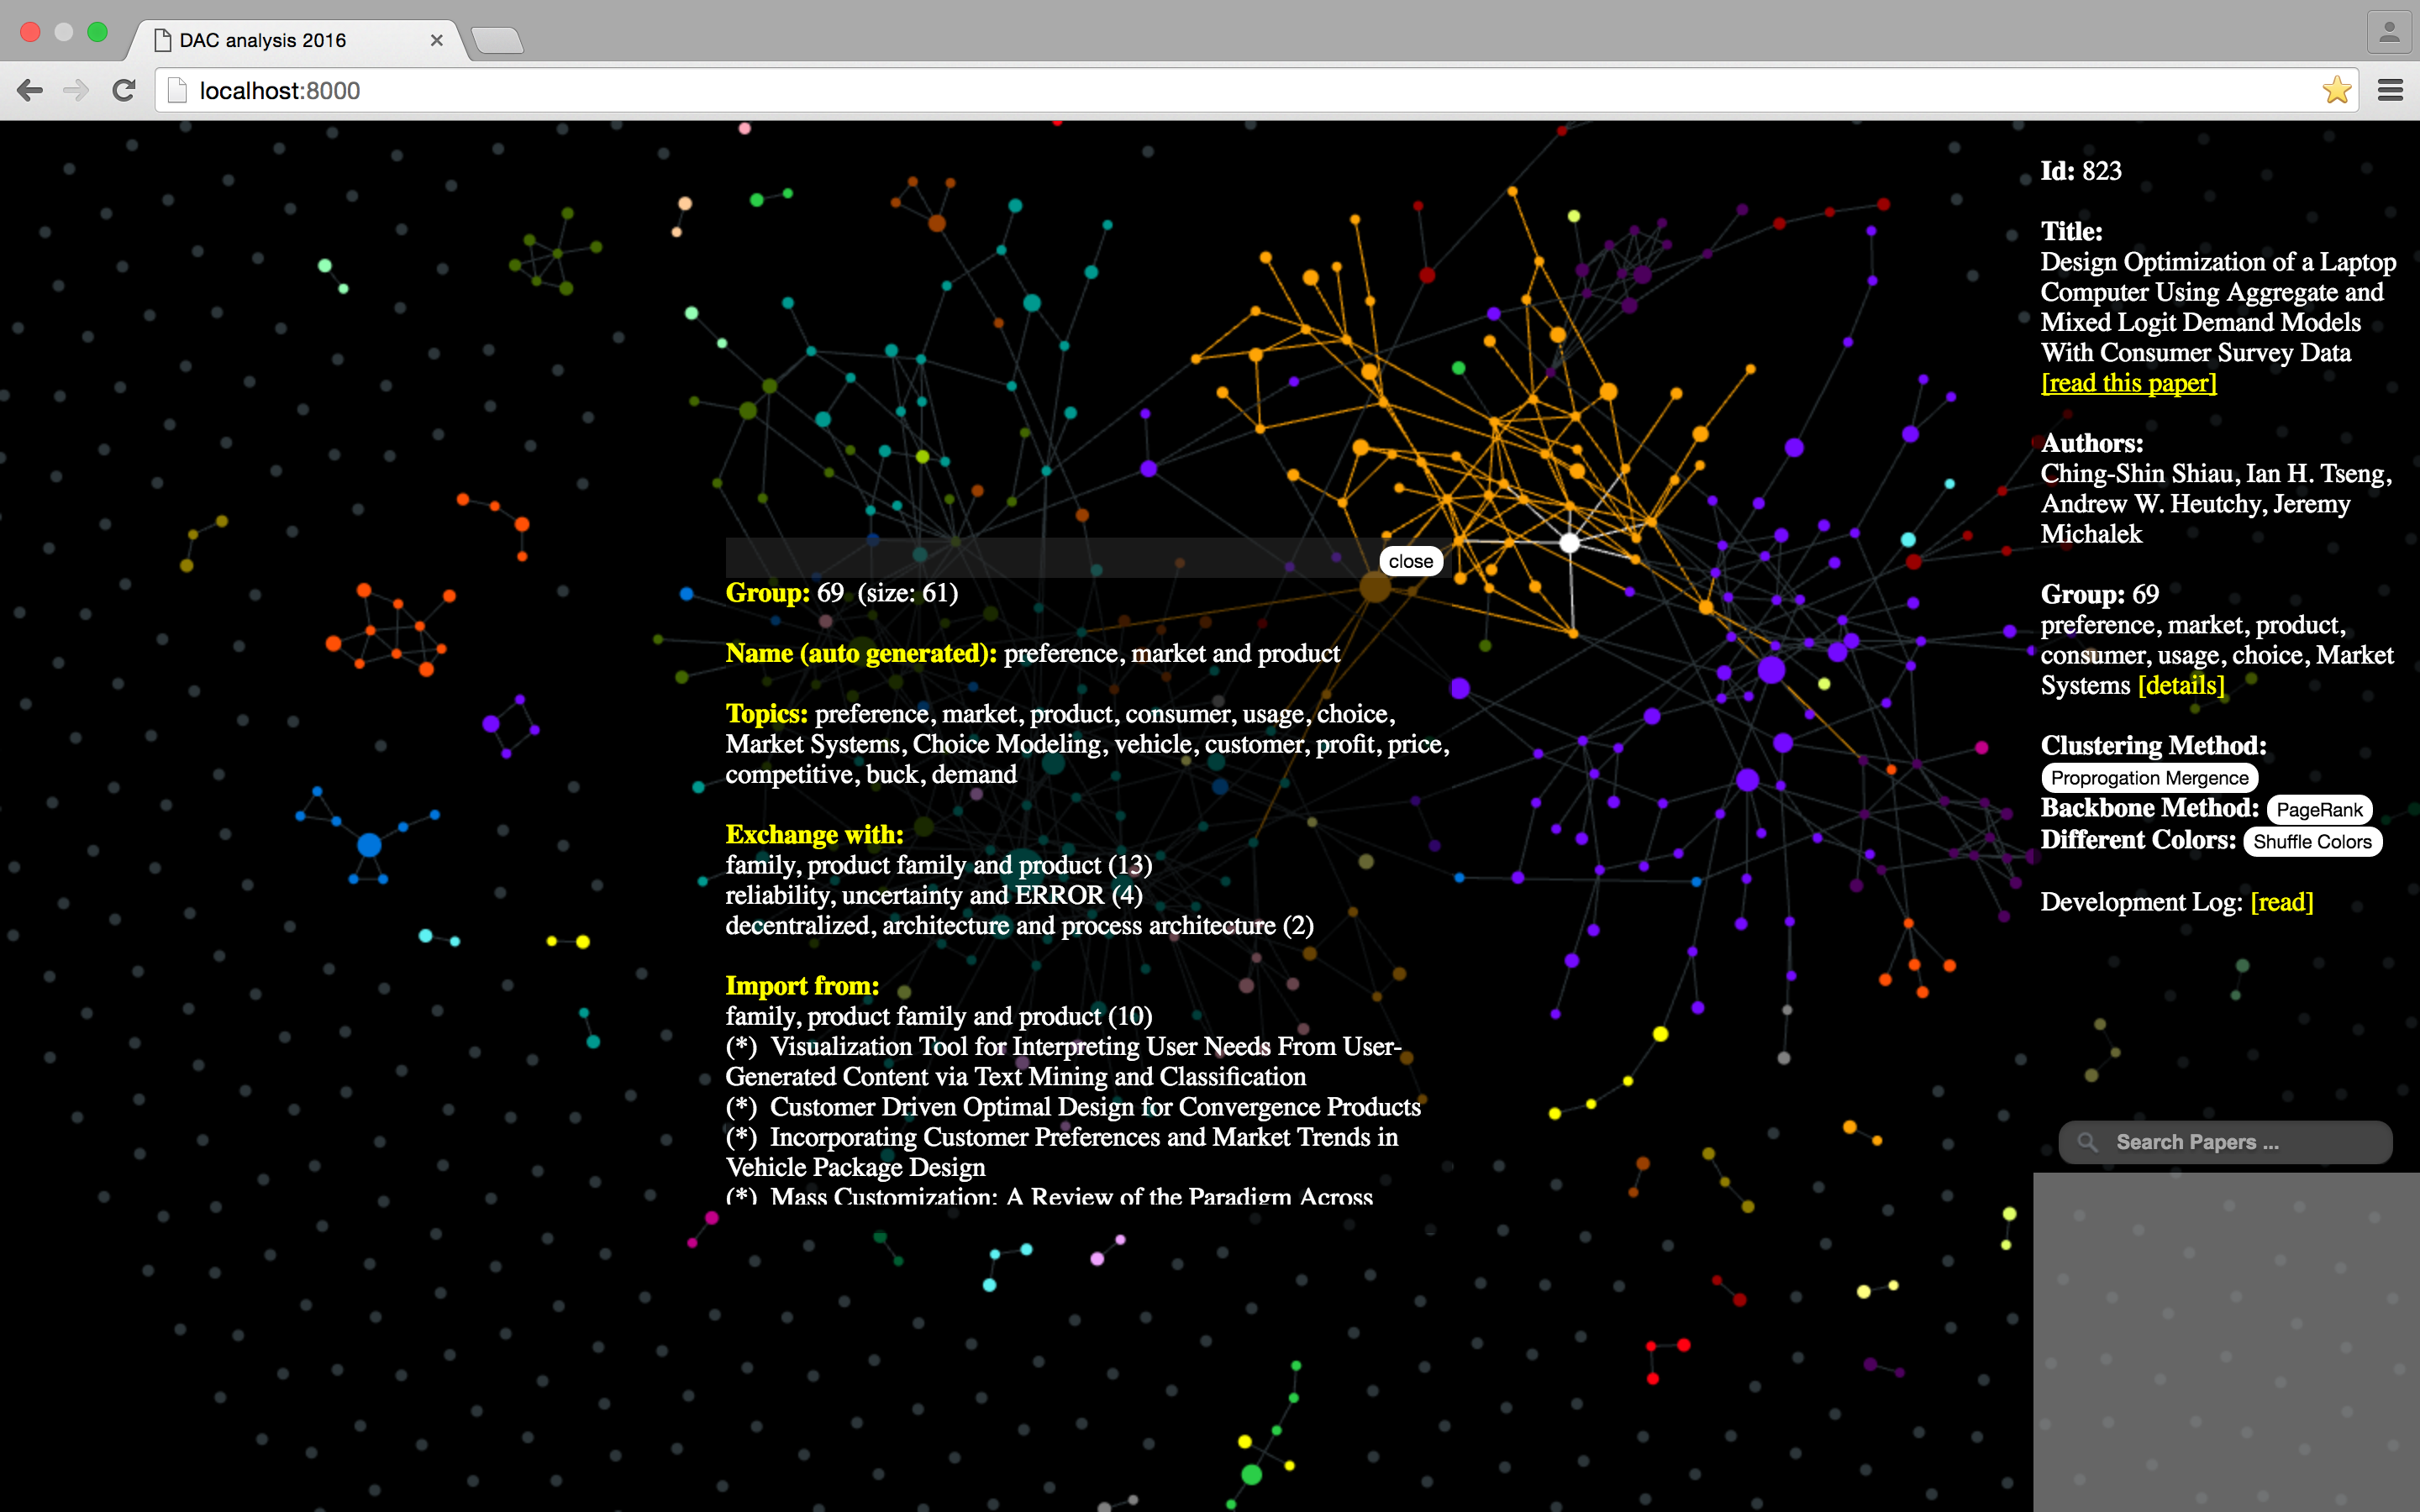 DAC analysis 2016
localhost:8000
close
Group: 69 (size: 61)
Name (auto generated): preference, market and product
Topics: preference, market, product, consumer, usage, choice,
Market Systems, Choice Modeling, vehicle, customer, profit, price,
competitive, buck, demand
Exchange with:
family, product family and product (13)
reliability, uncertainty and ERROR (4)
decentralized, architecture and process architecture (2)
Import from:
family, product family and product (10)
(*) Visualization Tool for Interpreting User Needs From User-
Generated Content via Text Mining and Classification
(*) Customer Driven Optimal Design for Convergence Products
(*) Incorporating Customer Preferences and Market Trends in
Vehicle Package Design
(*) Mass Customization: A Review of the Paradigm Across
Id: 823
Title:
Design Optimization of a Laptop
Computer Using Aggregate and
Mixed Logit Demand Models
With Consumer Survey Data
[read this paper]
Authors:
Ching-Shin Shiau, Ian H. Tseng,
Andrew W. Heutchy, Jeremy
Michalek
Group: 69
preference, market, product,
consumer, usage, choice, Market
Systems [details]
Clustering Method:
Proprogation Mergence
Backbone Method: PageRank
Different Colors: Shuffle Colors
Development Log: [read]
Search Papers ...